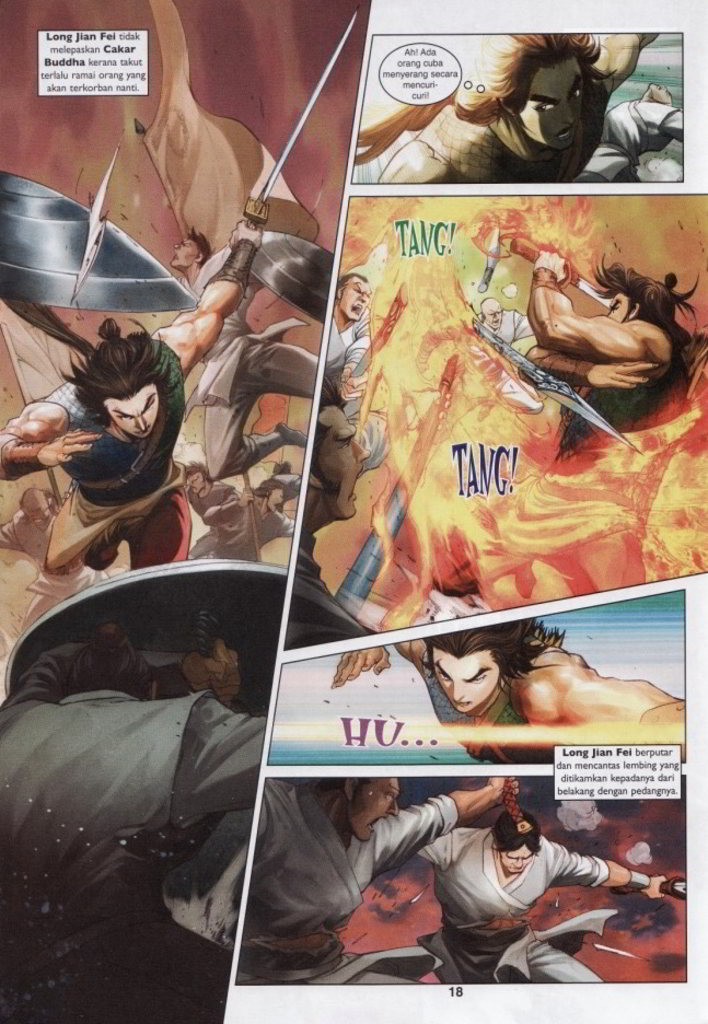 Long Jian Fei tidak
melepaskan Cakar
Buddha kerana takut
terlalu ramai orang yang
akan terkorban nanti.
Ah! Ada
orang cuba
menyerang secara
mencuri-
curi!
TANG!
TANG!
HÙ...
Long Jian Fei berputar
dan mencantas lembing yang
ditikamkan kepadanya dari
belakang dengan pedangnya.
18